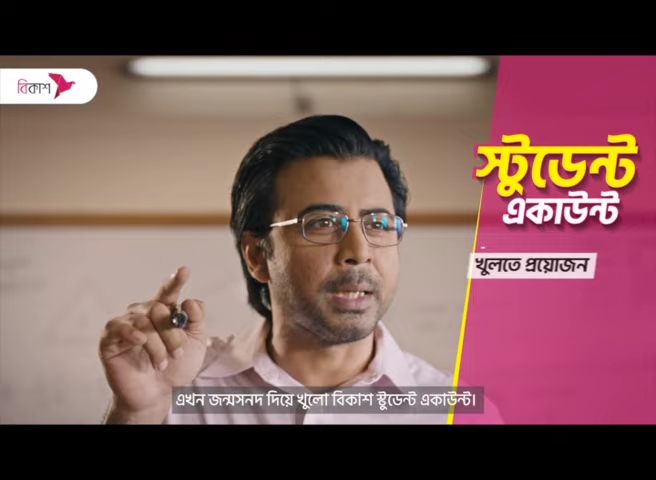 বিকাশ
স্টুডেন্ট
একাউন্ট
খুলতে প্রয়োজন
এখন জন্মসনদ দিয়ে খুলো বিকাশ স্টুডেন্ট একাউন্ট।